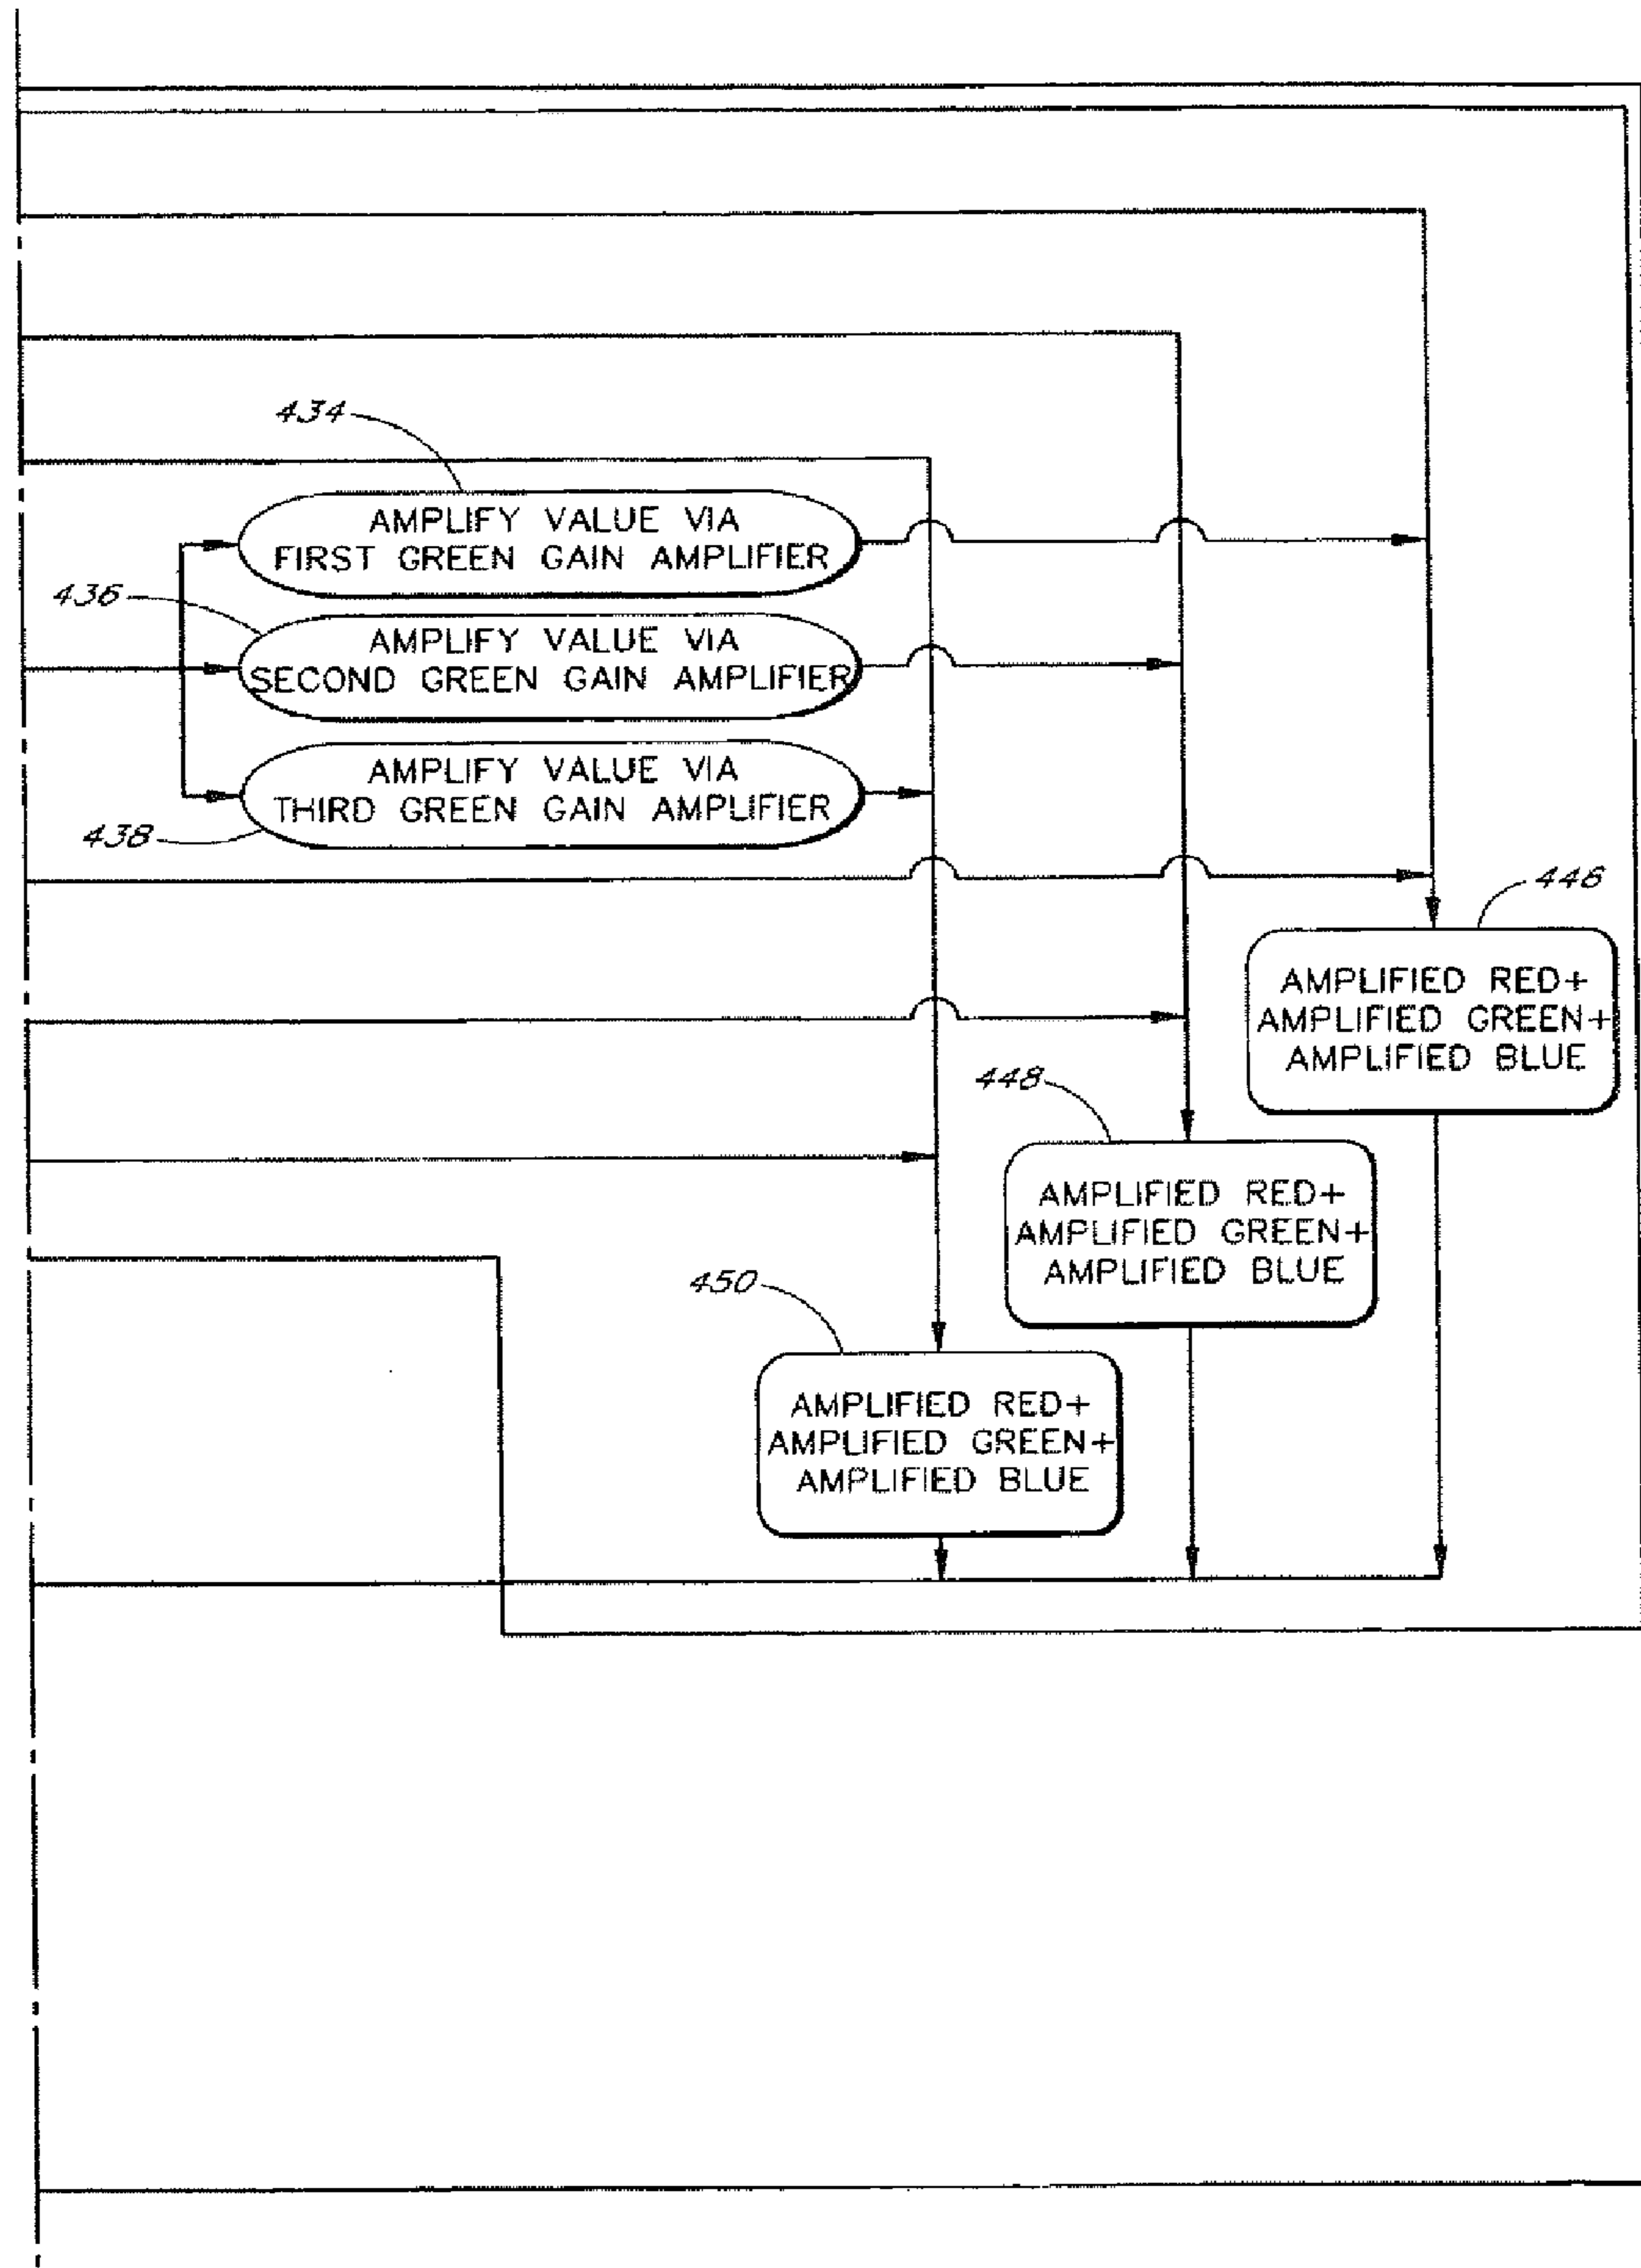 434
AMPLIFY VALUE VIA
FIRST GREEN GAIN AMPLIFIER
436
AMPLIFY VALUE VIA
SECOND GREEN GAIN AMPLIFIER
AMPLIFY VALUE VIA
THIRD GREEN GAIN AMPLIFIER
438
446
AMPLIFIED RED+
AMPLIFIED GREEN+
AMPLIFIED BLUE
448
AMPLIFIED RED+
AMPLIFIED GREEN+
AMPLIFIED BLUE
450
AMPLIFIED RED+
AMPLIFIED GREEN+
AMPLIFIED BLUE